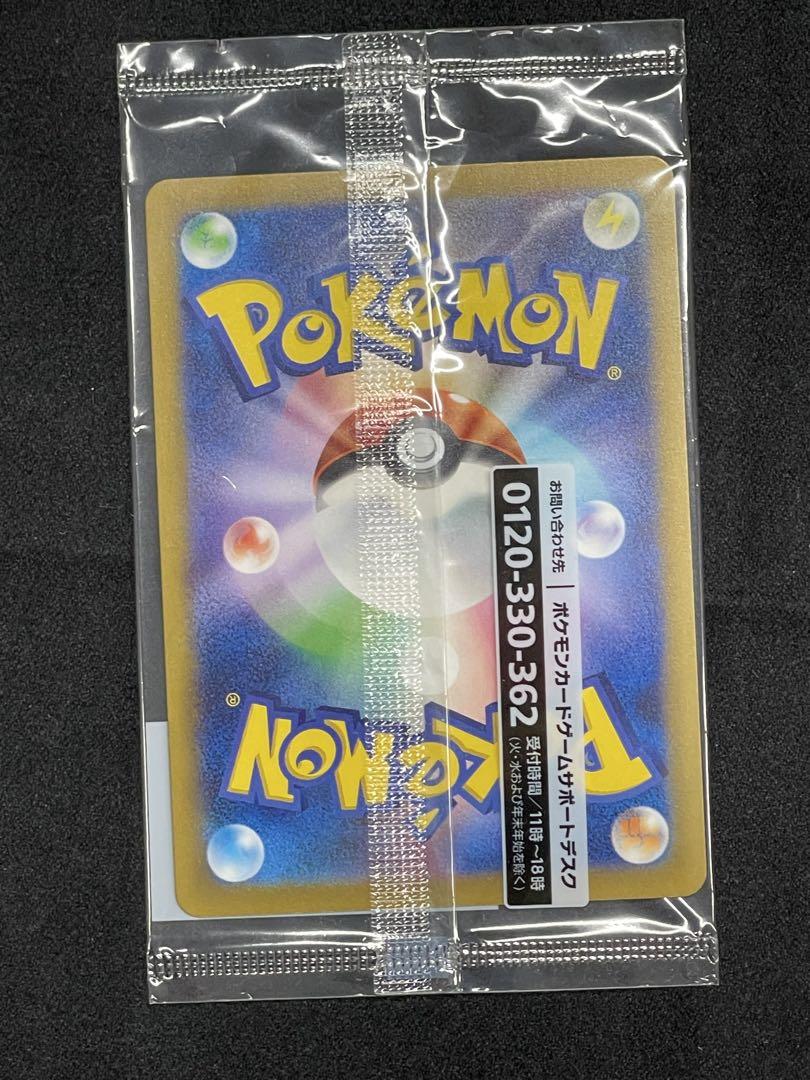 POKéMON
®
お問い合わせ先 | ポケモンカードゲームサポートデスク
0120-330-362 受付時間/11時~18時
(火・水および年末年始を除く)
POKéMON
®